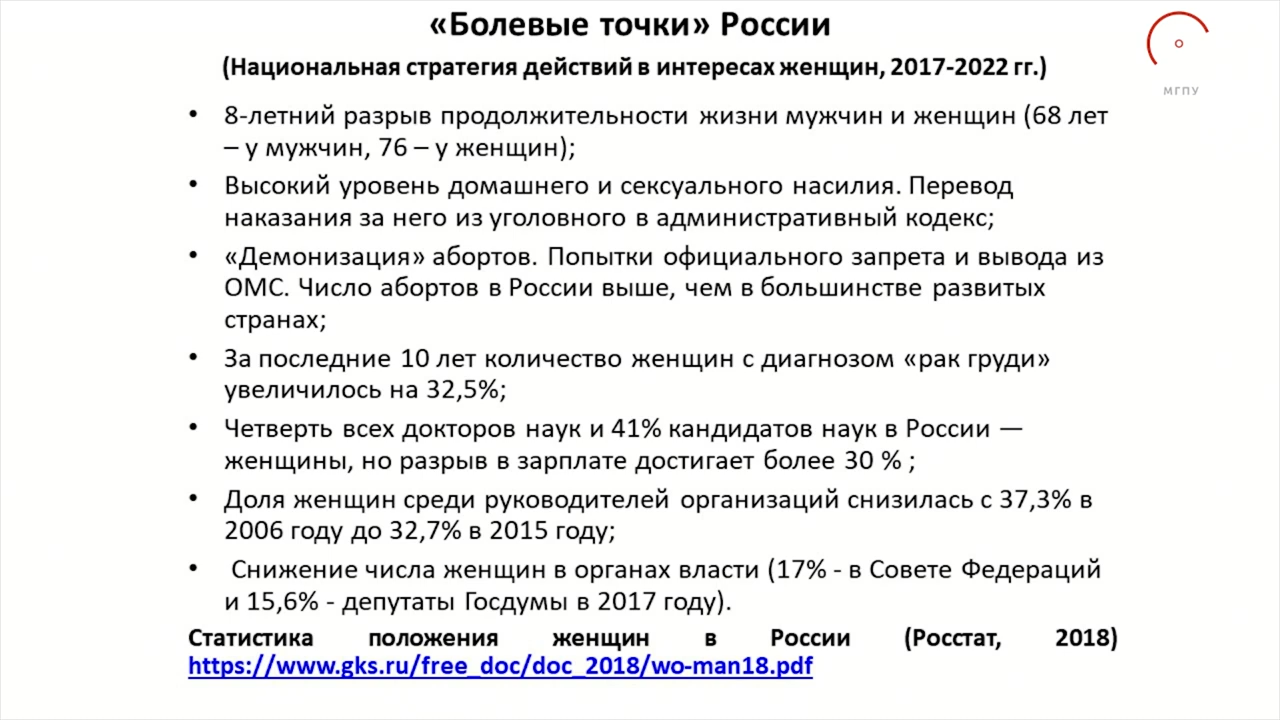 «Болевые точки» России
(Национальная стратегия действий в интересах женщин, 2017-2022 гг.)
МГПУ
• 8-летний разрыв продолжительности жизни мужчин и женщин (68 лет
– у мужчин, 76 – у женщин);
• Высокий уровень домашнего и сексуального насилия. Перевод
наказания за него из уголовного в административный кодекс;
• «Демонизация» абортов. Попытки официального запрета и вывода из
ОМС. Число абортов в России выше, чем в большинстве развитых
странах;
• За последние 10 лет количество женщин с диагнозом «рак груди»
увеличилось на 32,5%;
• Четверть всех докторов наук и 41% кандидатов наук в России —
женщины, но разрыв в зарплате достигает более 30 % ;
• Доля женщин среди руководителей организаций снизилась с 37,3% в
2006 году до 32,7% в 2015 году;
• Снижение числа женщин в органах власти (17% - в Совете Федераций
и 15,6% - депутаты Госдумы в 2017 году).
Статистика положения женщин в России (Росстат, 2018)
https://www.gks.ru/free_doc/doc_2018/wo-man18.pdf